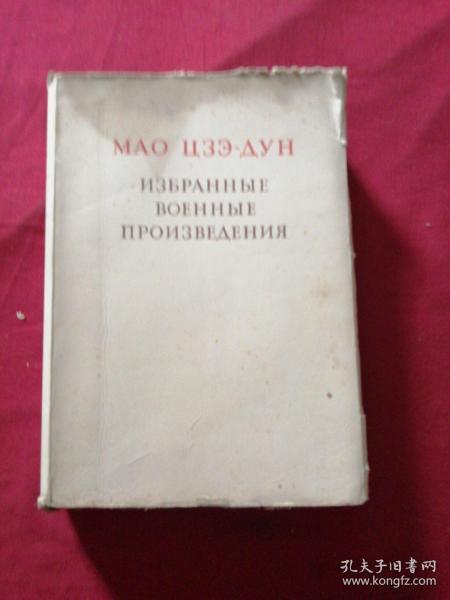 МАО ЦЗЭ-ДУН
ИЗБРАННЫЕ
ВОЕННЫЕ
ПРОИЗВЕДЕНИЯ
孔夫子旧书网
www.kongfz.com